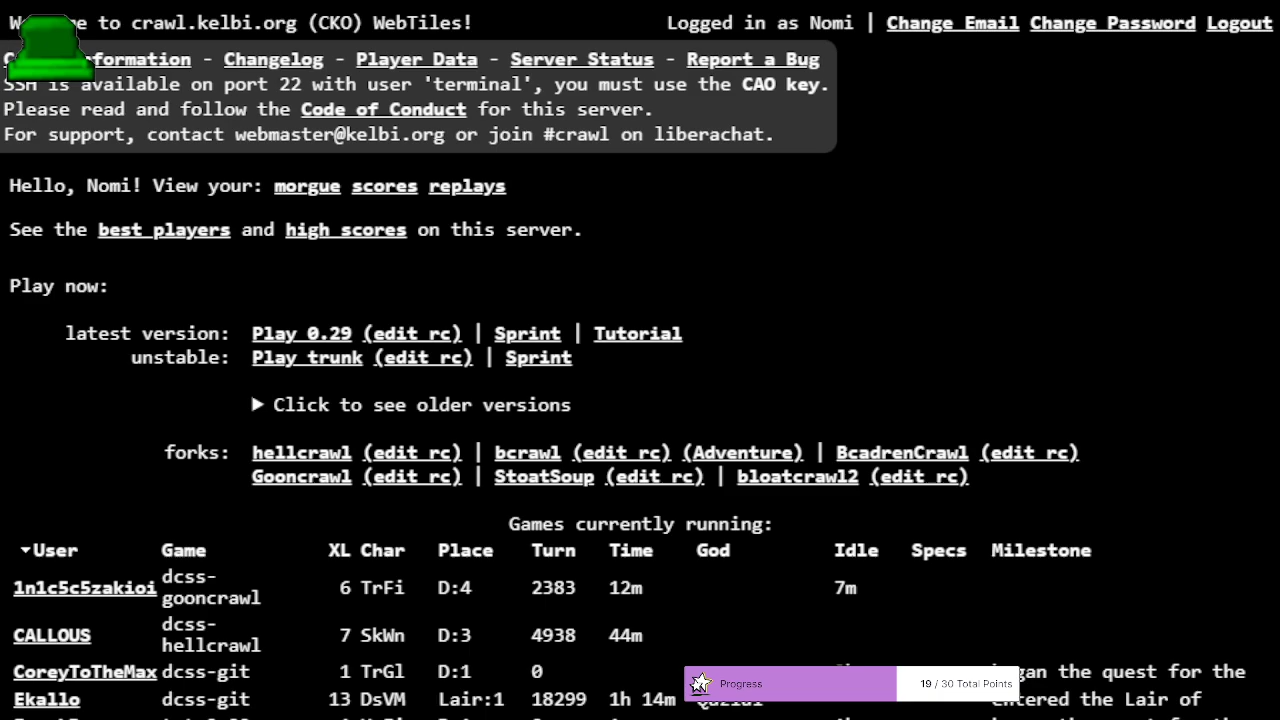 to crawl.kelbi.org (CKO) WebTiles!
Logged in as Nomi | Change Email Change Password Logout
- Changelog - Player Data - Server Status - Report a Bug
SSH is available on port 22 with user 'terminal', you must use the CAO key.
Please read and follow the Code of Conduct for this server.
For support, contact webmaster@kelbi.org or join #crawl on liberachat.
Hello, Nomi! View your: morgue scores replays
See the best players and high scores on this server.
Play now:
latest version: Play 0.29 (edit rc) | Sprint | Tutorial
unstable: Play trunk (edit rc) | Sprint
Click to see older versions
forks: hellcrawl (edit rc) | bcrawl (edit rc) (Adventure) | BcadrenCrawl (edit rc)
Gooncrawl (edit rc) | StoatSoup (edit rc) | bloatcrawl2 (edit rc)
Games currently running:
User Game XL Char Place Turn Time God Idle Specs Milestone
1n1c5c5zakioi dcss-gooncrawl 6 TrFi D:4 2383 12m 7m
CALLOUS dcss-hellcrawl 7 SkWn D:3 4938 44m
CoreyToTheMax dcss-git 1 TrGl D:1 0 the quest for the
Progress 19 / 30 Total Points
Ekallo dcss-git 13 DsVM Lair:1 18299 1h 14m the Lair of